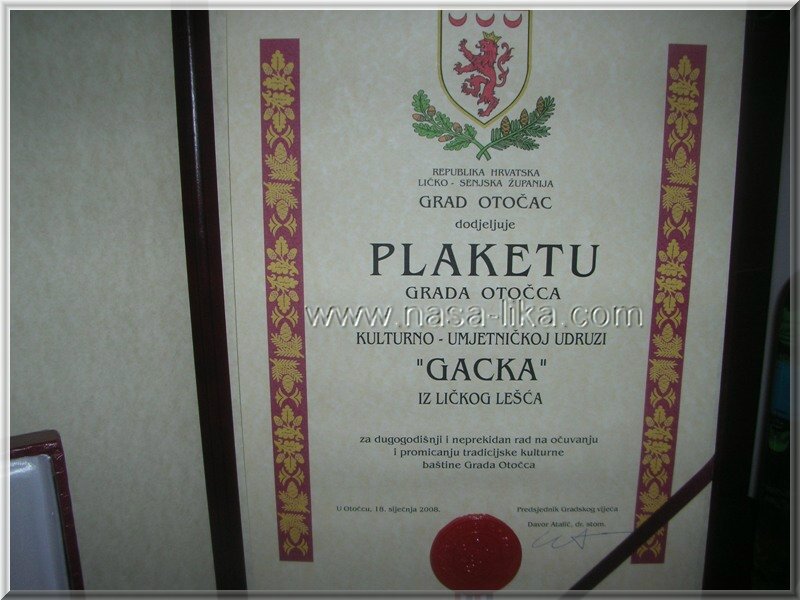 REPUBLIKA HRVATSKA
LIČKO - SENJSKA ŽUPANIJA
GRAD OTOČAC
dodjeljuje
PLAKETU
GRADA OTOČCA
www.nasa-lika.com
KULTURNO - UMJETNIČKOJ UDRUZI
"GACKA"
IZ LIČKOG LEŠĆA
za dugogodišnji i neprekidan rad na očuvanju
i promicanju tradicijske kulturne
baštine Grada Otočca
U Otočcu, 18. siječnja 2008.
Predsjednik Gradskog vijeća
Davor Atalić, dr. stom.